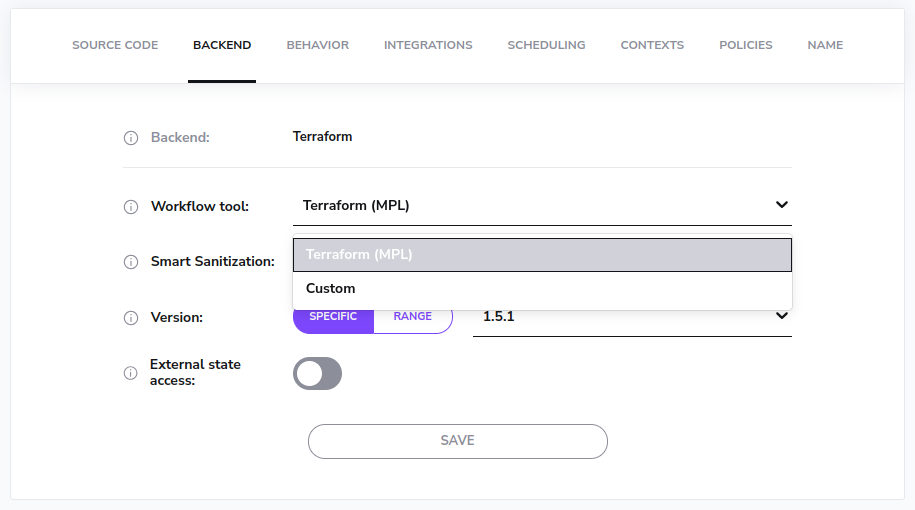 SOURCE CODE BACKEND BEHAVIOR INTEGRATIONS SCHEDULING CONTEXTS POLICIES NAME
Backend: Terraform
Workflow tool: Terraform (MPL)
Terraform (MPL)
Smart Sanitization:
Custom
Version: SPECIFIC RANGE 1.5.1
External state
access:
SAVE